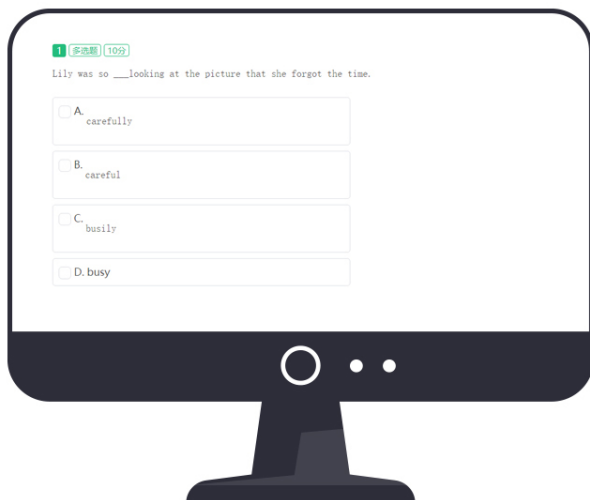 1 多选题 10分
Lily was so ___looking at the picture that she forgot the time.
A.
carefully
B.
careful
C.
busily
D. busy